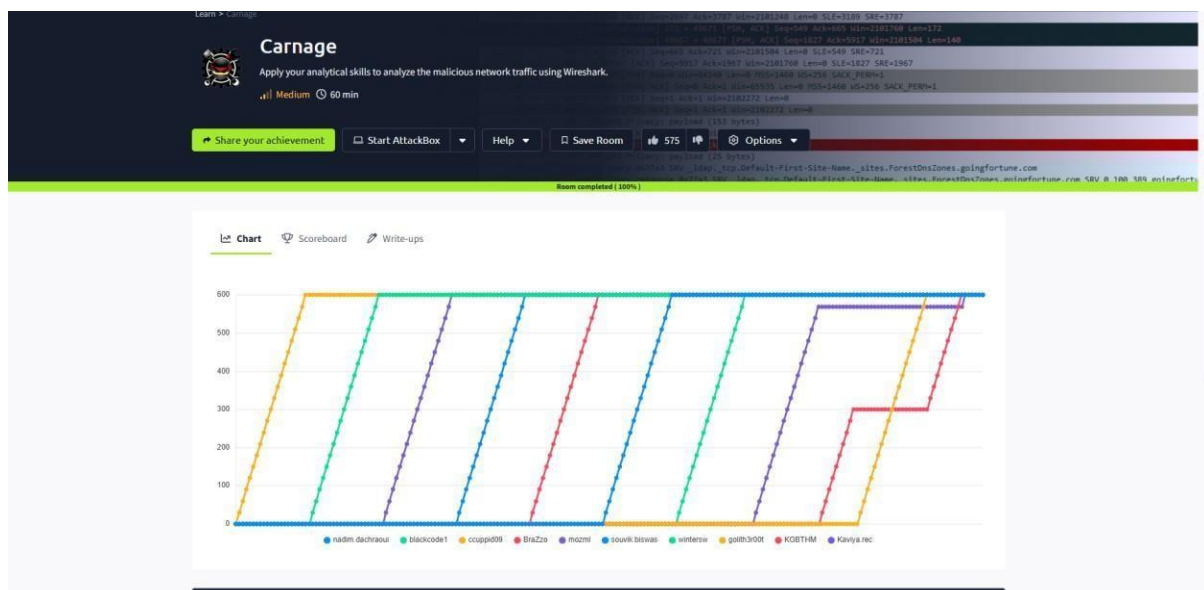 Learn > Carnage
Carnage
Apply your analytical skills to analyze the malicious network traffic using Wireshark.
Medium 60 min
Share your achievement
Start AttackBox
Help
Save Room
575
Options
Room completed ( 100% )
Chart
Scoreboard
Write-ups
600
500
400
300
200
100
0
nadim.dachraoui blackcode1 ccuppid09 BraZzo mozml souvik.biswas wintersw golith3r00t KGBTHM Kaviya.rec